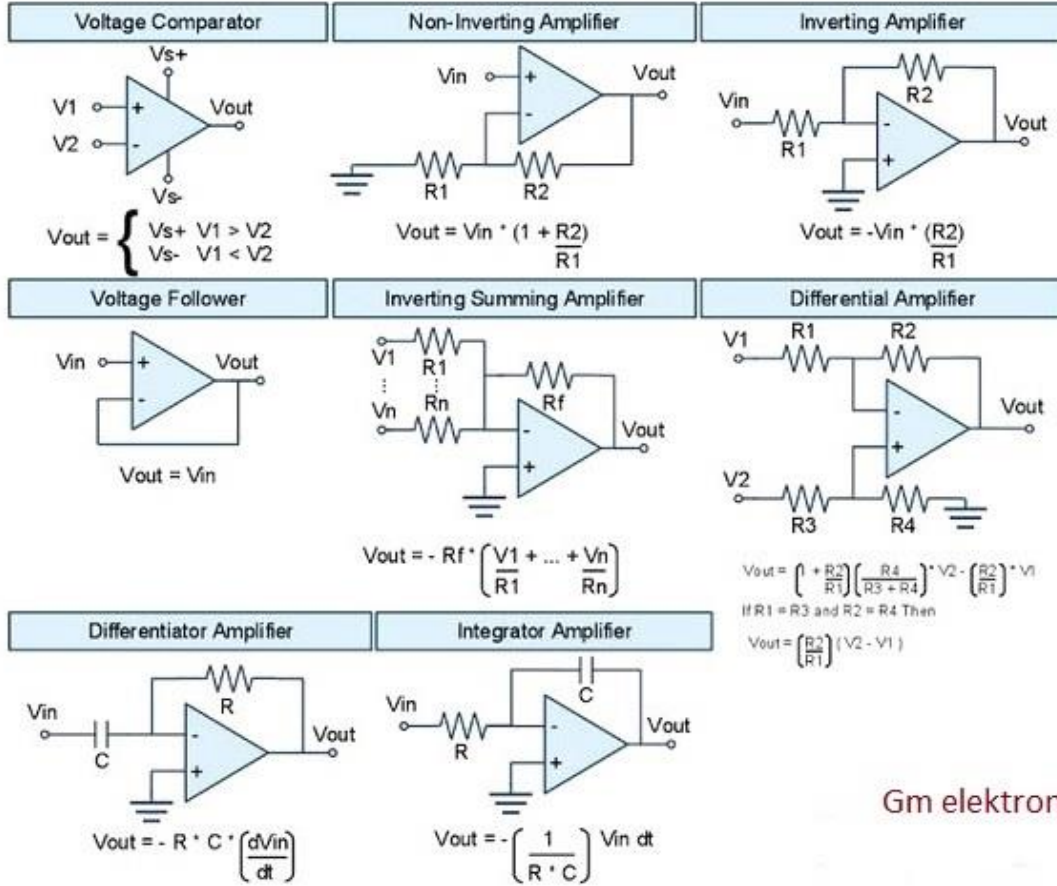 Voltage Comparator
Vs+
V1
+
Vout
V2
-
Vs-
Vout = { Vs+ V1 > V2
Vs- V1 < V2
Non-Inverting Amplifier
Vin
+
Vout
-
R1
R2
Vout = Vin * (1 + R2)
R1
Inverting Amplifier
R2
Vin
R1
-
Vout
+
Vout = -Vin * (R2)
R1
Voltage Follower
Vin
+
Vout
-
Vout = Vin
Inverting Summing Amplifier
V1
R1
Rf
Vn
Rn
-
Vout
+
Vout = - Rf * (V1 + ... + Vn)
R1 Rn
Differential Amplifier
V1
R1
R2
-
Vout
+
V2
R3
R4
Vout = (1 + R2) (R4) * V2 - (R2) * V1
R1 R3 + R4 R1
If R1 = R3 and R2 = R4 Then
Vout = (R2) (V2 - V1)
R1
Differentiator Amplifier
R
Vin
C
-
Vout
+
Vout = - R * C * (dVin)
dt
Integrator Amplifier
C
Vin
R
-
Vout
+
Vout = - (1) Vin dt
R * C
Gm elektron